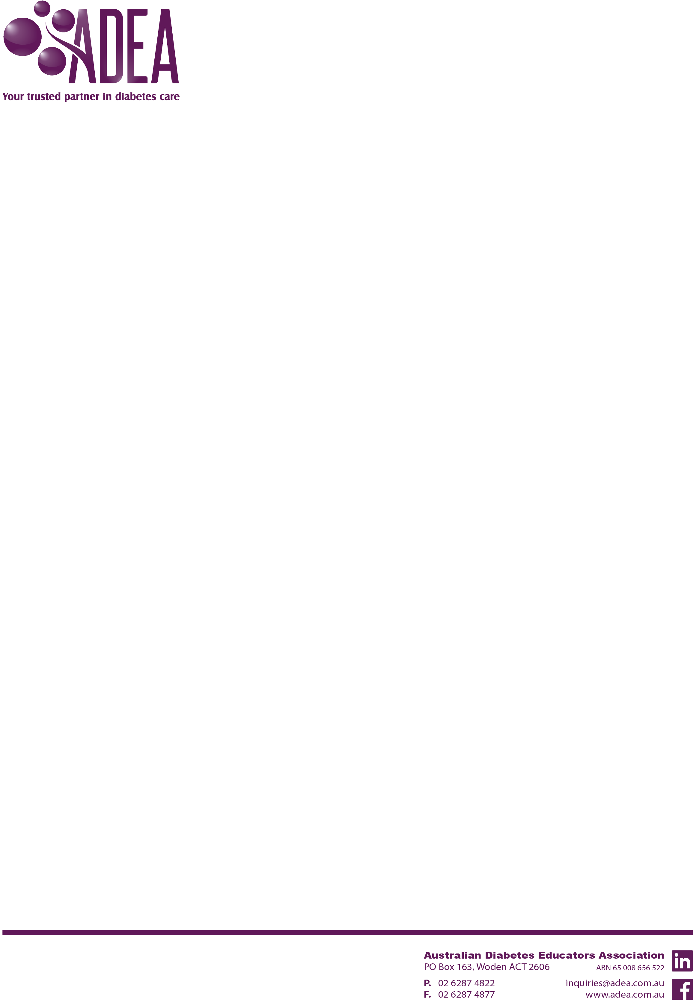 ADEA
Your trusted partner in diabetes care
Australian Diabetes Educators Association
PO Box 163, Woden ACT 2606 ABN 65 008 656 522
P. 02 6287 4822 inquiries@adea.com.au
F. 02 6287 4877 www.adea.com.au
in
f